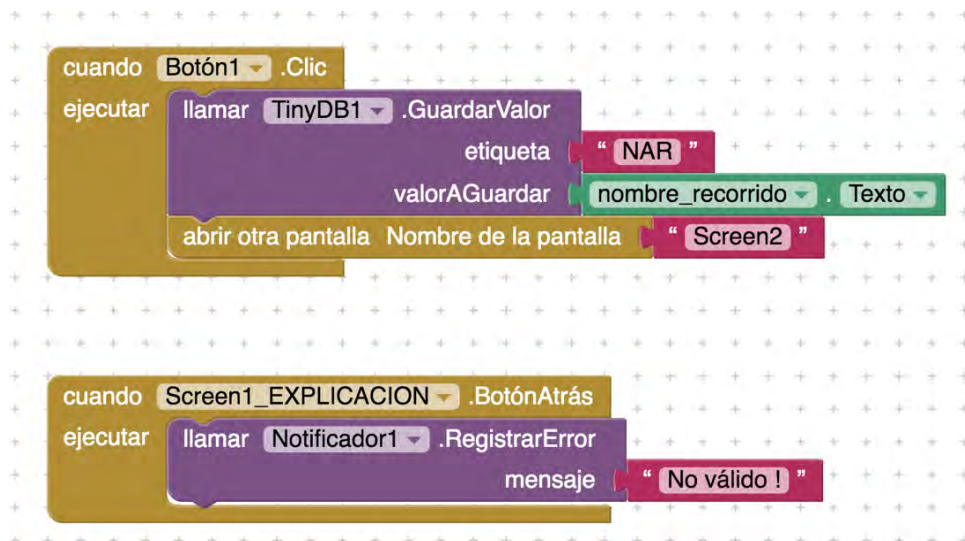 cuando Botón1 .Clic
ejecutar llamar TinyDB1 .GuardarValor
etiqueta " NAR "
valorAGuardar nombre_recorrido . Texto
abrir otra pantalla Nombre de la pantalla " Screen2 "
cuando Screen1_EXPLICACION .BotónAtrás
ejecutar llamar Notificador1 .RegistrarError
mensaje " No válido ! "